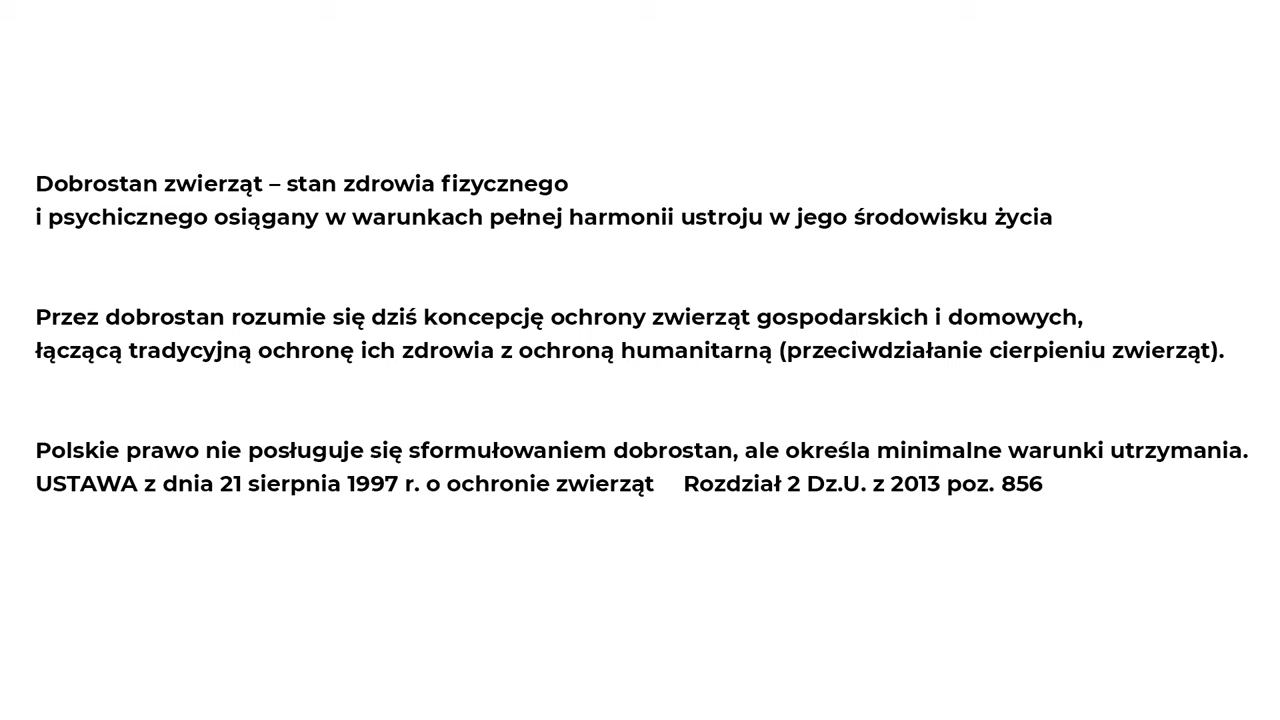 Dobrostan zwierząt – stan zdrowia fizycznego
i psychicznego osiągany w warunkach pełnej harmonii ustroju w jego środowisku życia
Przez dobrostan rozumie się dziś koncepcję ochrony zwierząt gospodarskich i domowych,
łączącą tradycyjną ochronę ich zdrowia z ochroną humanitarną (przeciwdziałanie cierpieniu zwierząt).
Polskie prawo nie posługuje się sformułowaniem dobrostan, ale określa minimalne warunki utrzymania.
USTAWA z dnia 21 sierpnia 1997 r. o ochronie zwierząt    Rozdział 2 Dz.U. z 2013 poz. 856